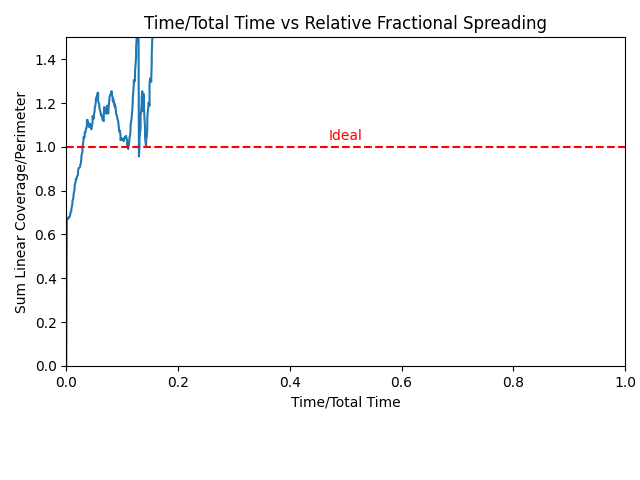 Time/Total Time vs Relative Fractional Spreading
Sum Linear Coverage/Perimeter
1.4
1.2
1.0
0.8
0.6
0.4
0.2
0.0
Ideal
0.0 0.2 0.4 0.6 0.8 1.0
Time/Total Time